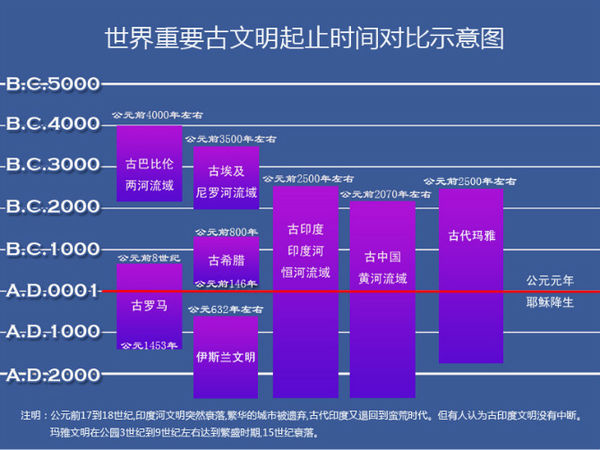 世界重要古文明起止时间对比示意图
B.C.5000
B.C.4000
公元前4000年左右
公元前3500年左右
B.C.3000
古巴比伦
两河流域
古埃及
尼罗河流域
公元前2500年左右
公元前2070年左右
公元前2500年左右
B.C.2000
古印度
印度河
恒河流域
古中国
黄河流域
古代玛雅
公元前800年
B.C.1000
公元前8世纪
古希腊
公元前146年
公元元年
A.D.0001
古罗马
耶稣降生
公元632年左右
A.D.1000
公元1453年
伊斯兰文明
A.D.2000
注明：公元前17到18世纪,印度河文明突然衰落,繁华的城市被遗弃,古代印度又退回到蛮荒时代。但有人认为古印度文明没有中断。
玛雅文明在公园3世纪到9世纪左右达到繁盛时期,15世纪衰落。